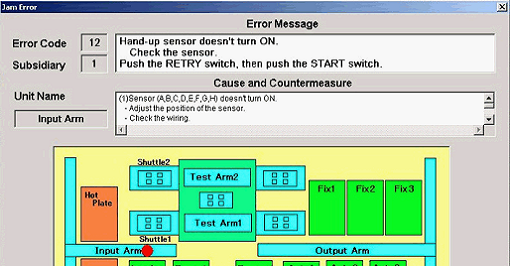 Jam Error
Error Message
Error Code 12
Hand-up sensor doesn't turn ON.
Check the sensor.
Push the RETRY switch, then push the START switch.
Subsidiary 1
Cause and Countermeasure
Unit Name
Input Arm
(1)Sensor (A,B,C,D,E,F,G,H) doesn't turn ON.
- Adjust the position of the sensor.
- Check the wiring.
Shuttle2
Test Arm2
Hot
Plate
Fix1 Fix2 Fix3
Test Arm1
Shuttle1
Input Arm
Output Arm